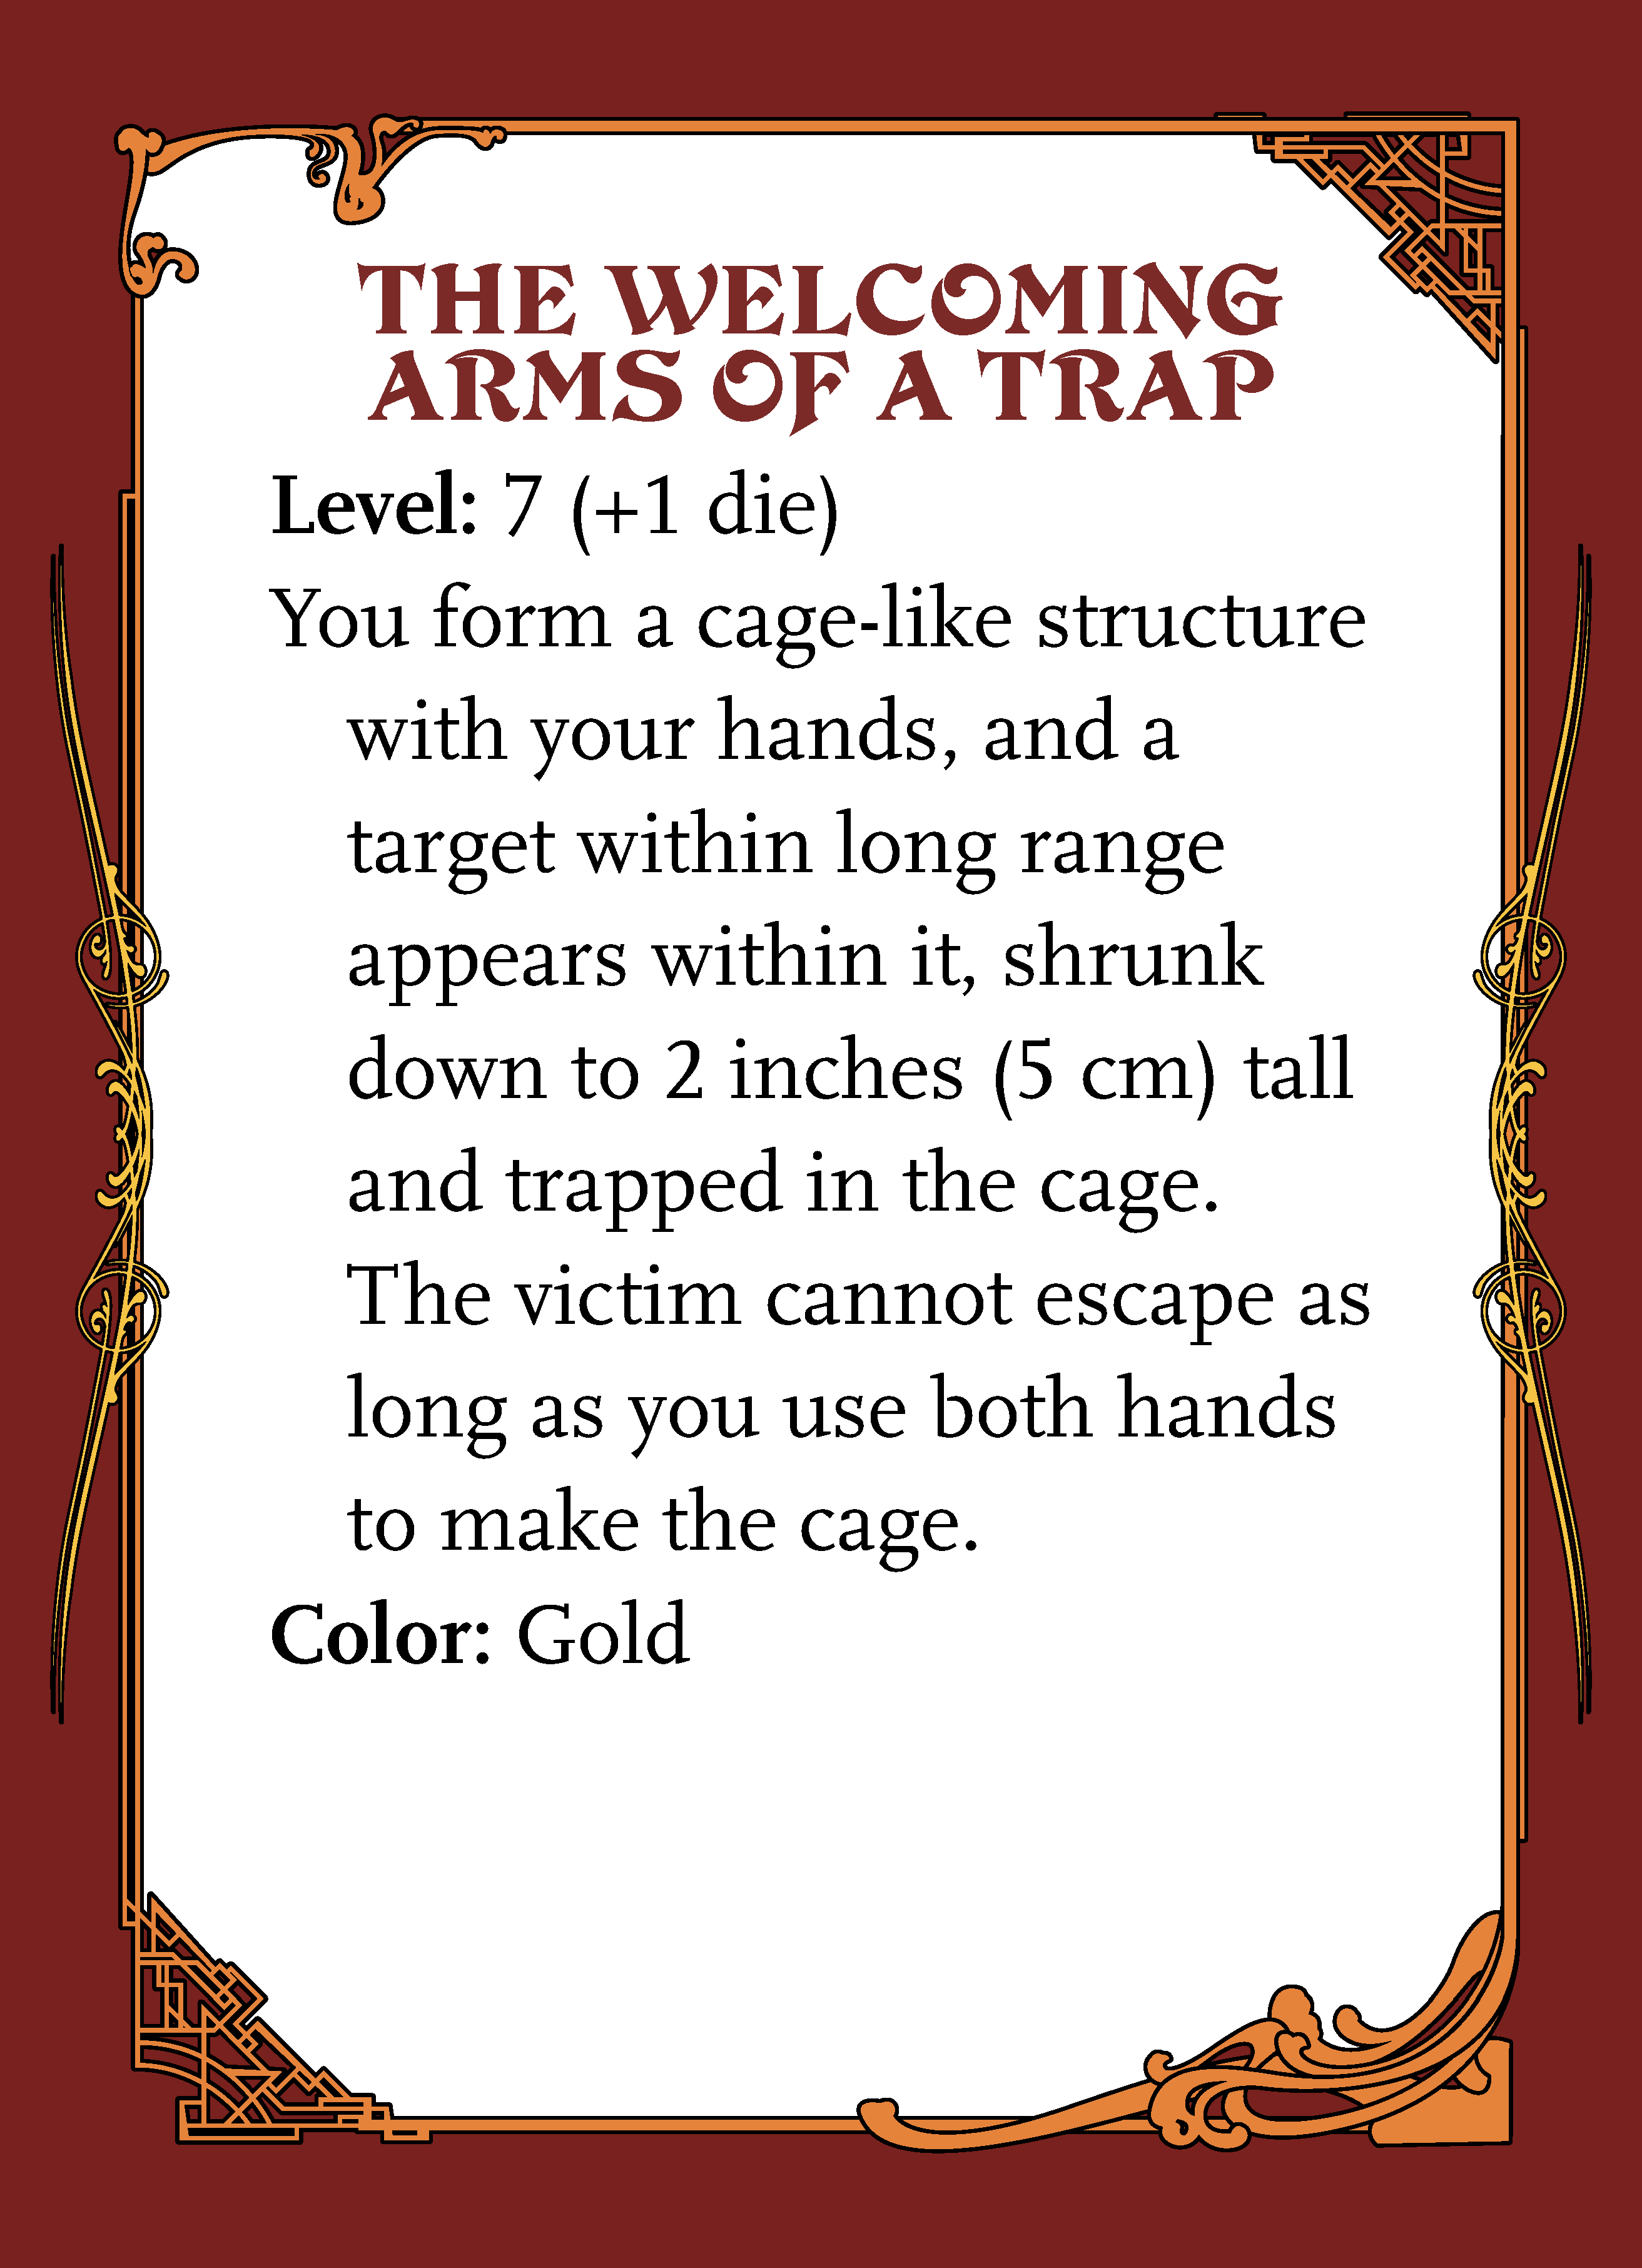 THE WELCOMING
ARMS OF A TRAP
Level: 7 (+1 die)
You form a cage-like structure
with your hands, and a
target within long range
appears within it, shrunk
down to 2 inches (5 cm) tall
and trapped in the cage.
The victim cannot escape as
long as you use both hands
to make the cage.
Color: Gold